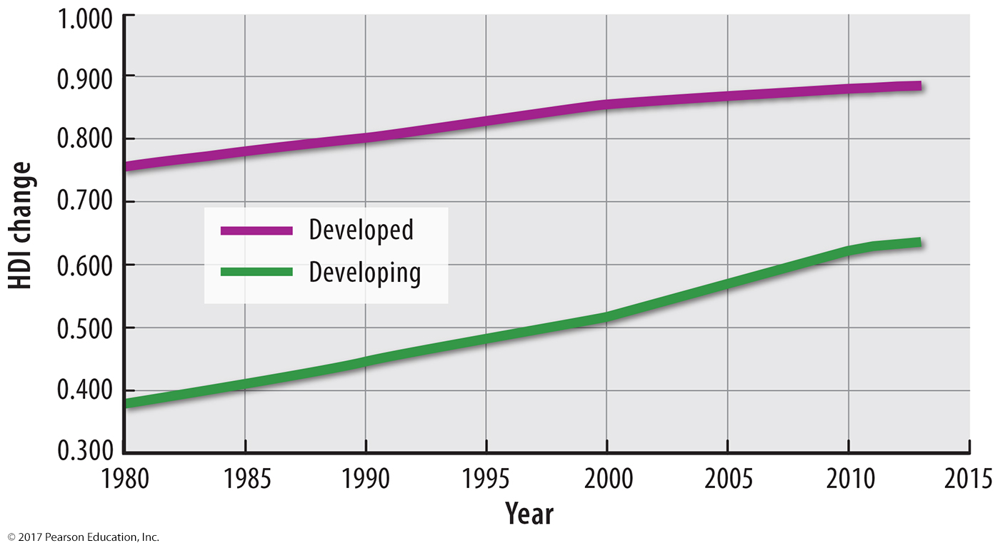 1.000
0.900
0.800
0.700
0.600
0.500
0.400
0.300
HDI change
Developed
Developing
1980 1985 1990 1995 2000 2005 2010 2015
Year
© 2017 Pearson Education, Inc.